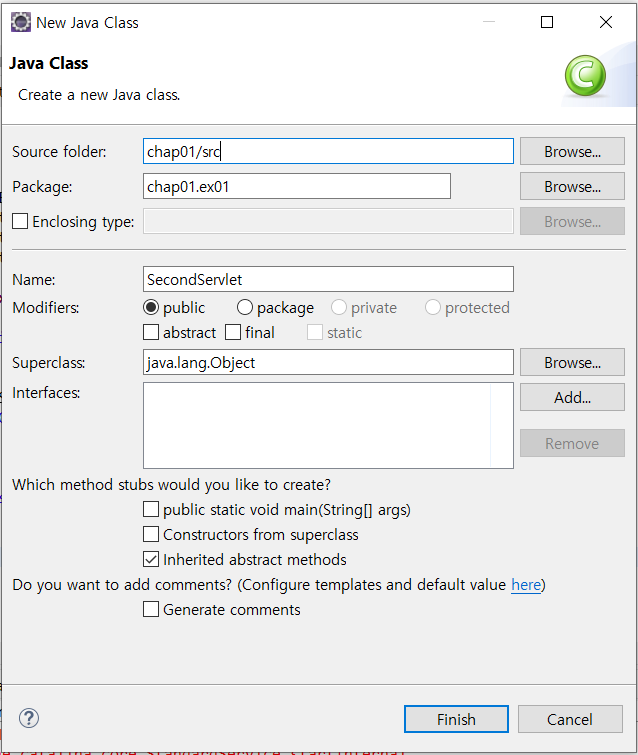 New Java Class
Java Class
Create a new Java class.
Source folder: chap01/src Browse...
Package: chap01.ex01 Browse...
Enclosing type: Browse...
Name: SecondServlet
Modifiers: public package private protected
abstract final static
Superclass: java.lang.Object Browse...
Interfaces: Add...
Remove
Which method stubs would you like to create?
public static void main(String[] args)
Constructors from superclass
Inherited abstract methods
Do you want to add comments? (Configure templates and default value here)
Generate comments
Finish Cancel